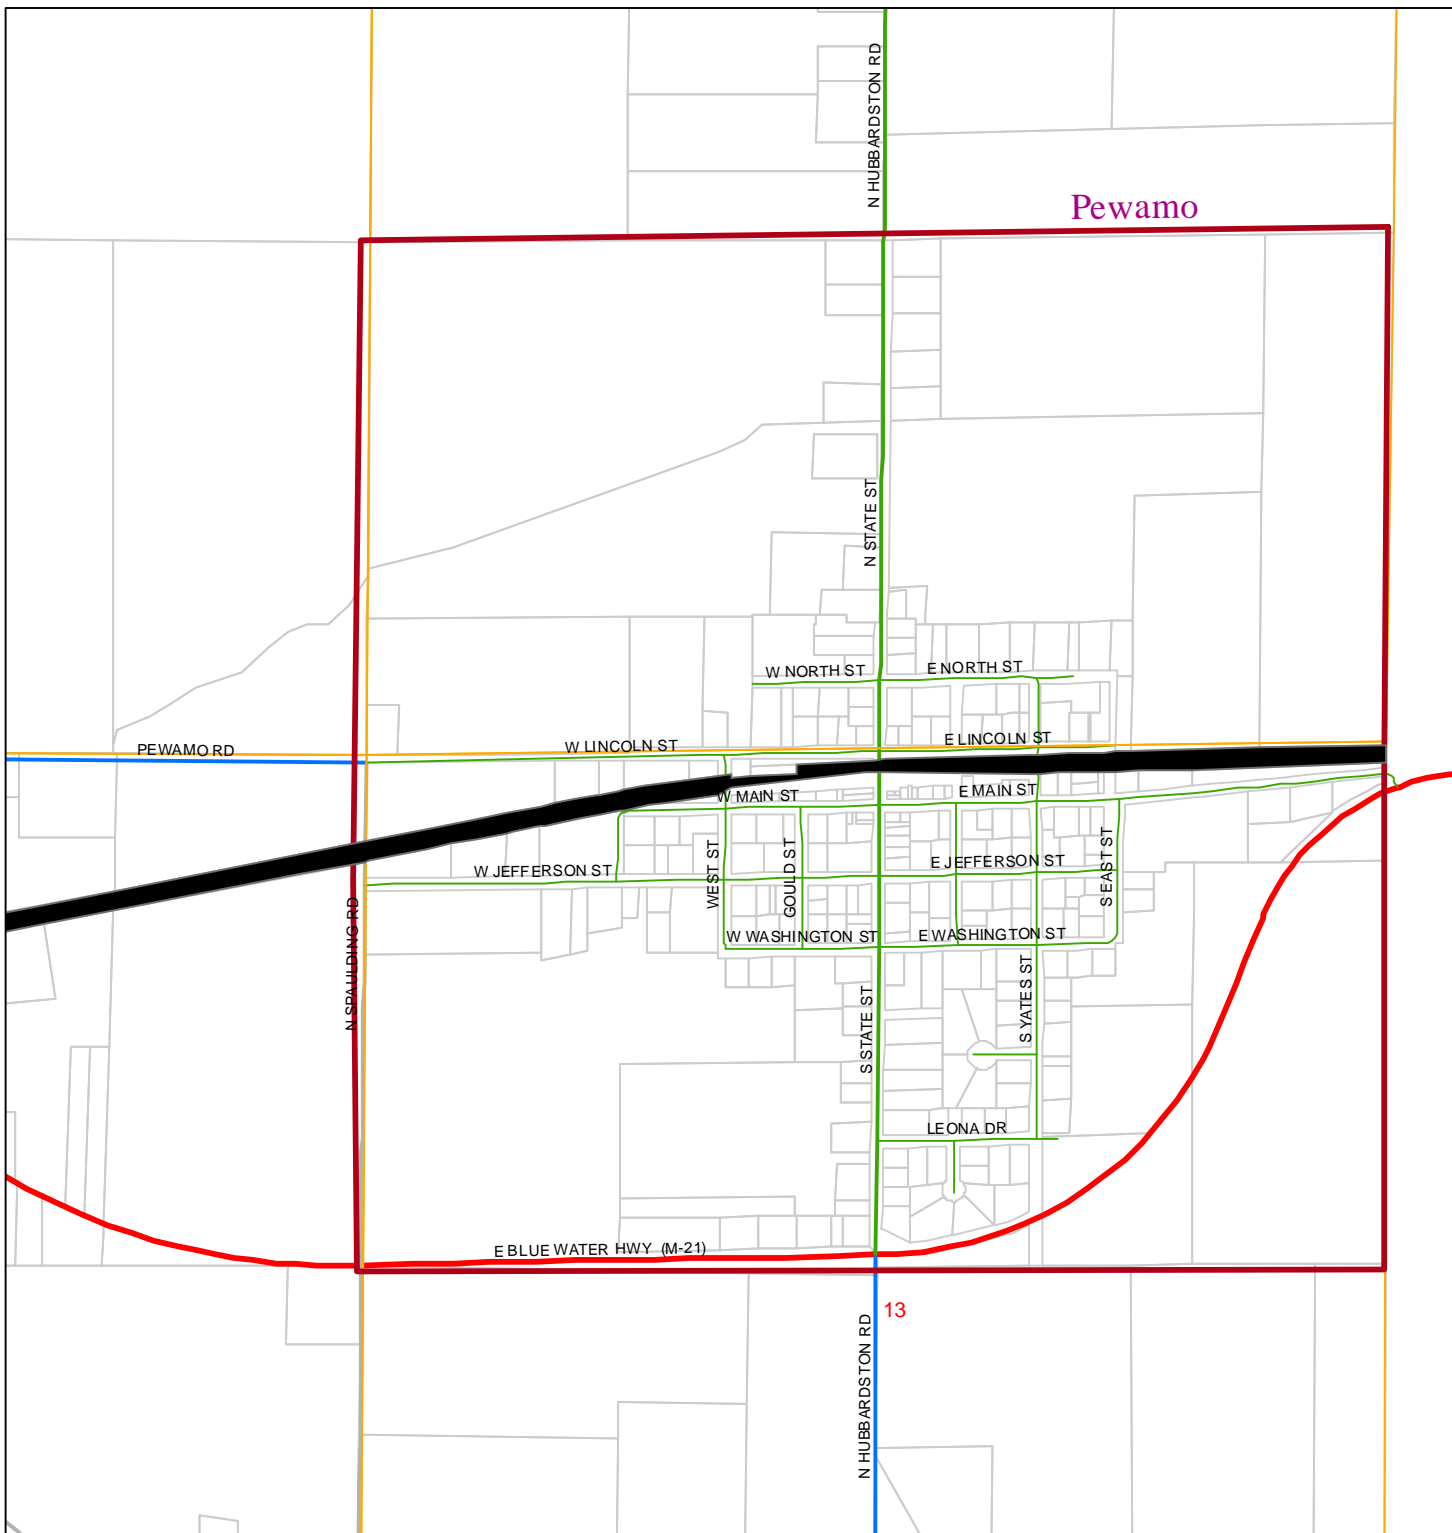 N HUBBARDSTON RD
Pewamo
N STATE ST
W NORTH ST
E NORTH ST
PEWAMO RD
W LINCOLN ST
E LINCOLN ST
W MAIN ST
E MAIN ST
W JEFFERSON ST
E JEFFERSON ST
WEST ST
GOULD ST
S EAST ST
N SPAULDING RD
W WASHINGTON ST
E WASHINGTON ST
S STATE ST
S YATES ST
LEONA DR
E BLUE WATER HWY (M-21)
13
N HUBBARDSTON RD